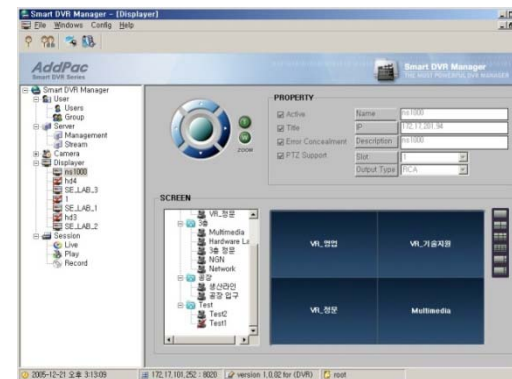 Smart DVR Manager - [Displayer]
File Windows Config Help
AddPac
Smart DVR Series
Smart DVR Manager
THE MOST POWERFUL DVR MANAGER
Smart DVR Manager
User
Users
Group
Server
Management
Stream
Camera
Displayer
ns1000
hd4
SE_LAB_3
1
SE_LAB_1
hd3
SE_LAB_2
Session
Live
Play
Record
ZOOM
PROPERTY
Active
Name
ns1000
Title
IP
172.17.201.94
Error Concealment
Description
ns1000
PTZ Support
Slot
1
Output Type
RCA
SCREEN
VR_정문
3층
Multimedia
Hardware La
3층 정문
NGN
Network
공장
생산라인
공장 입구
Test
Test2
Test1
VR_기술지원
VR_정문
Multimedia
2005-12-21 오후 3:13:09
172.17.101.252 : 8020
version 1.0.02 for (DVR)
root